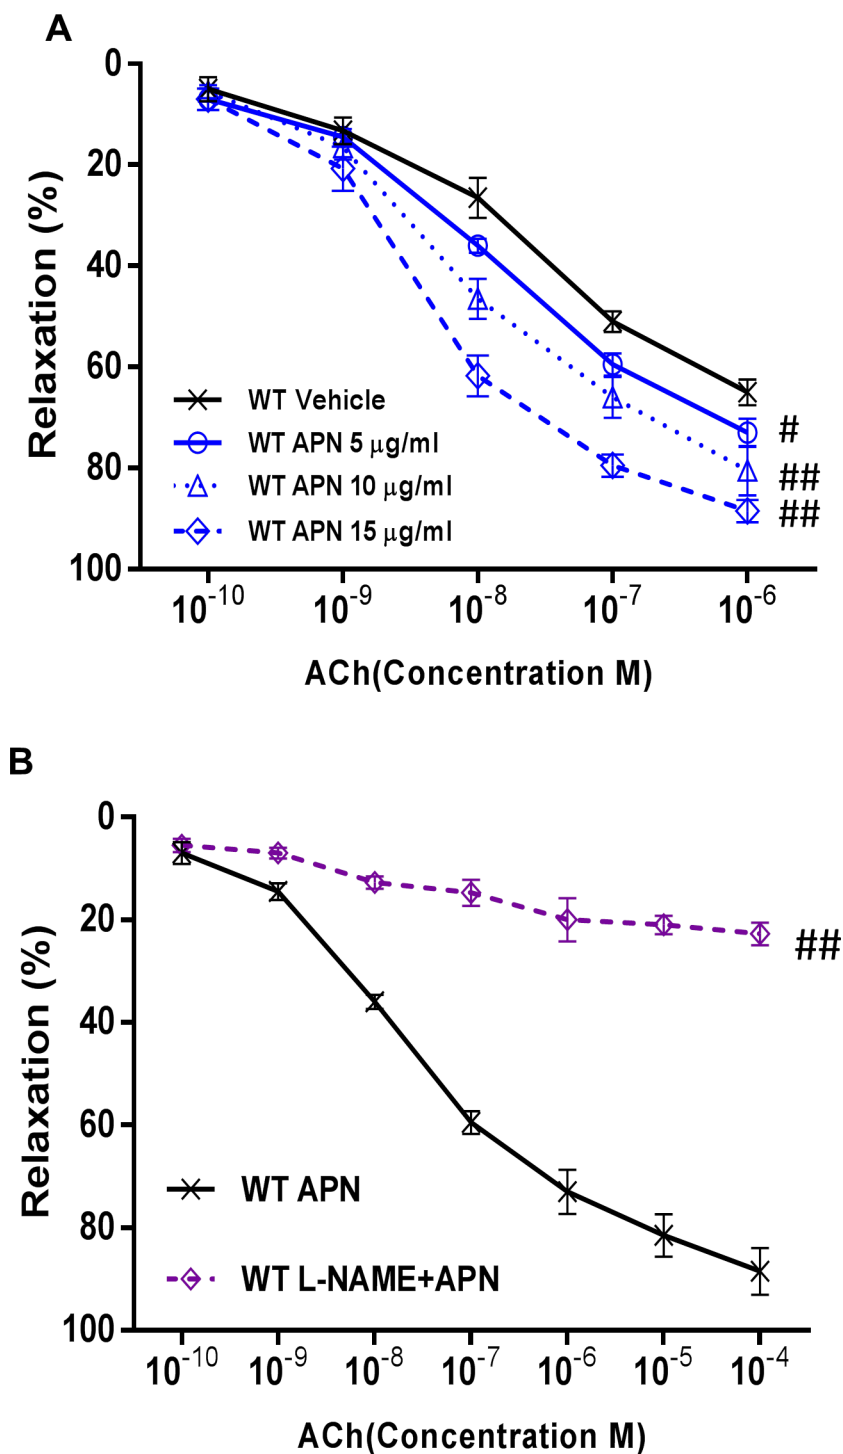 A
0
20
40
60
80
100
Relaxation (%)
WT Vehicle
WT APN 5 μg/ml
WT APN 10 μg/ml
WT APN 15 μg/ml
#
##
##
10⁻¹⁰ 10⁻⁹ 10⁻⁸ 10⁻⁷ 10⁻⁶
ACh(Concentration M)
B
0
20
40
60
80
100
Relaxation (%)
##
WT APN
WT L-NAME+APN
10⁻¹⁰ 10⁻⁹ 10⁻⁸ 10⁻⁷ 10⁻⁶ 10⁻⁵ 10⁻⁴
ACh(Concentration M)